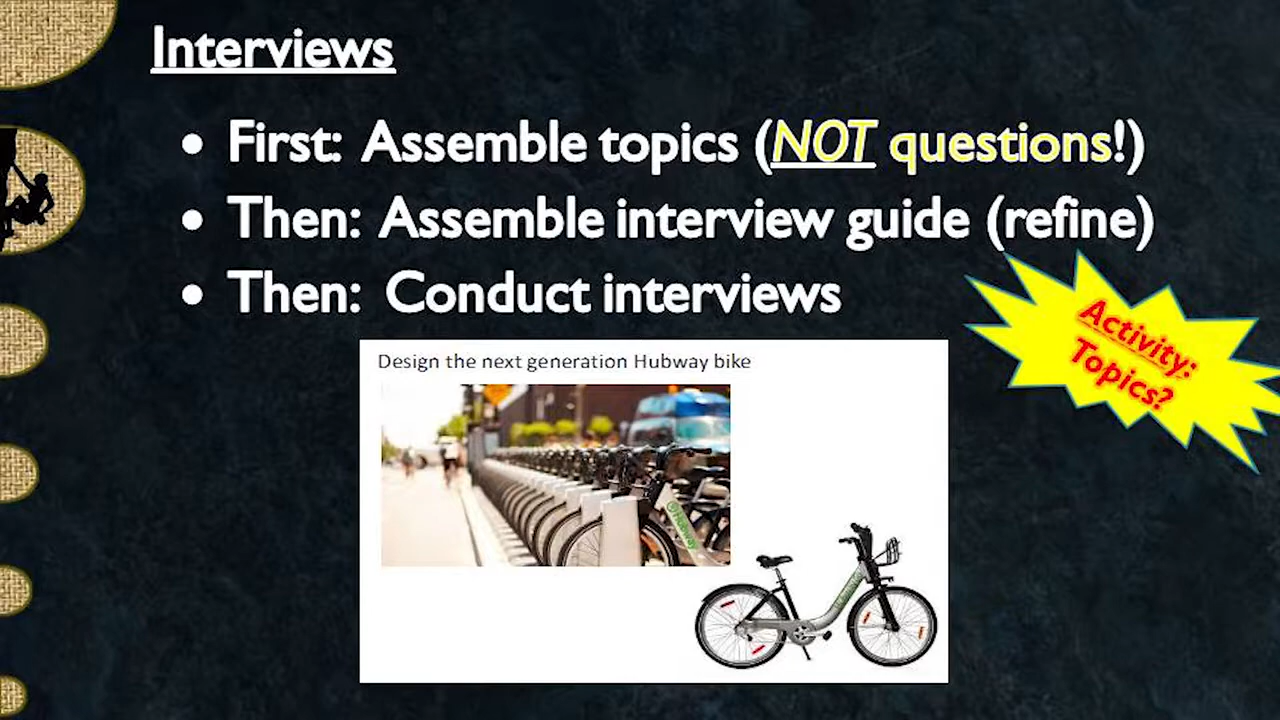 Interviews
• First: Assemble topics (NOT questions!)
• Then: Assemble interview guide (refine)
• Then: Conduct interviews
Activity:
Topics?
Design the next generation Hubway bike
Hubway